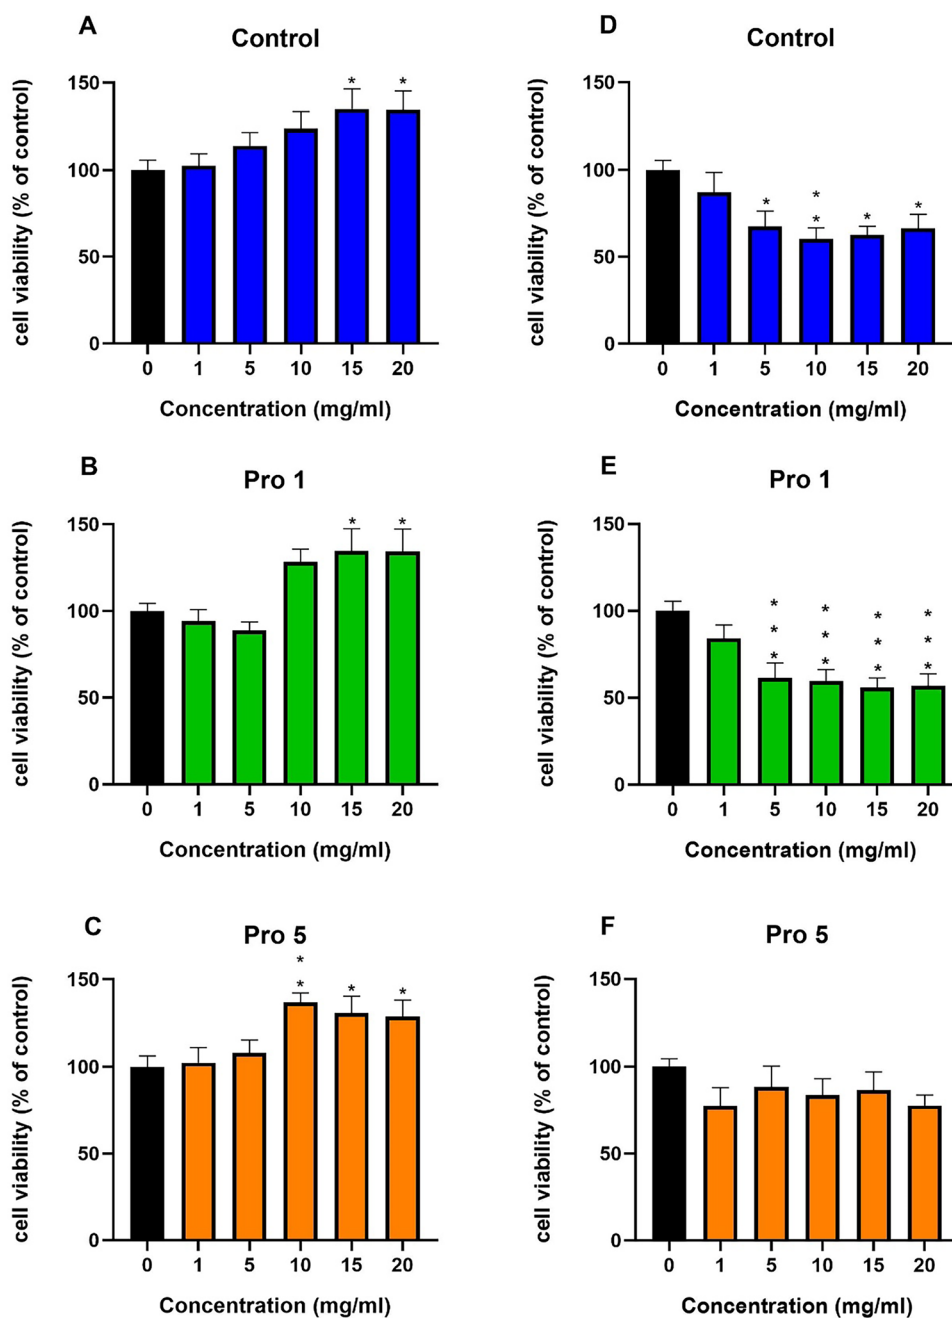 A
Control
cell viability (% of control)
150
100
50
0
* *
0 1 5 10 15 20
Concentration (mg/ml)
D
Control
cell viability (% of control)
150
100
50
0
*
* * * *
0 1 5 10 15 20
Concentration (mg/ml)
B
Pro 1
cell viability (% of control)
150
100
50
0
* *
0 1 5 10 15 20
Concentration (mg/ml)
E
Pro 1
cell viability (% of control)
150
100
50
0
* * * *
* * * *
* * * *
0 1 5 10 15 20
Concentration (mg/ml)
C
Pro 5
cell viability (% of control)
150
100
50
0
*
* * *
0 1 5 10 15 20
Concentration (mg/ml)
F
Pro 5
cell viability (% of control)
150
100
50
0
0 1 5 10 15 20
Concentration (mg/ml)